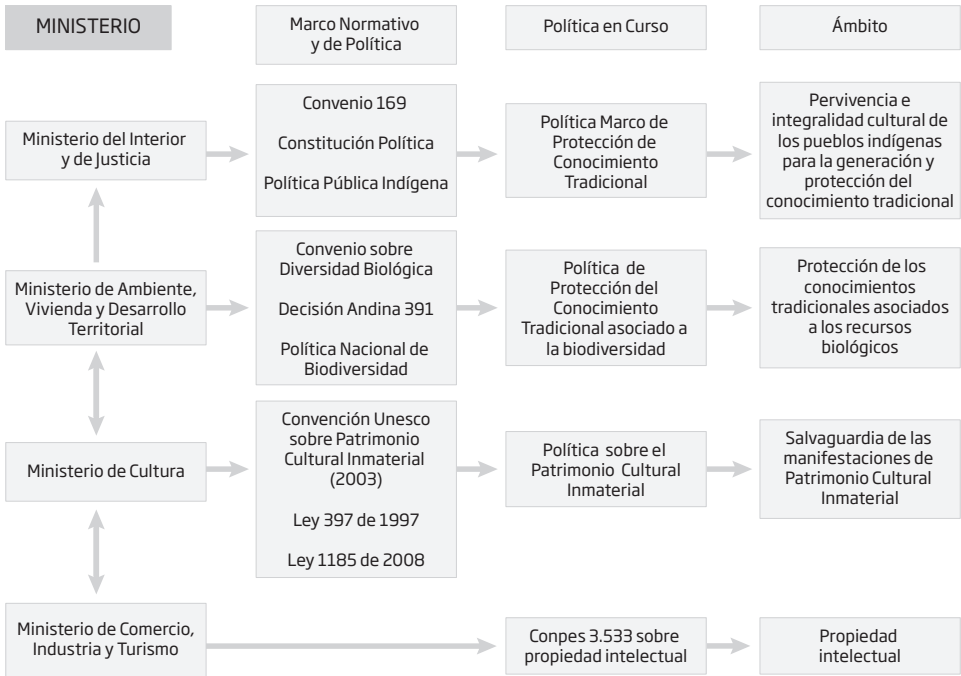 MINISTERIO
Marco Normativo
y de Política
Política en Curso
Ámbito
Ministerio del Interior
y de Justicia
Convenio 169
Constitución Política
Política Pública Indígena
Política Marco de
Protección de
Conocimiento
Tradicional
Pervivencia e
integralidad cultural de
los pueblos indígenas
para la generación y
protección del
conocimiento tradicional
Ministerio de Ambiente,
Vivienda y Desarrollo
Territorial
Convenio sobre
Diversidad Biológica
Decisión Andina 391
Política Nacional de
Biodiversidad
Política de
Protección del
Conocimiento
Tradicional asociado a
la biodiversidad
Protección de los
conocimientos
tradicionales asociados
a los recursos
biológicos
Ministerio de Cultura
Convención Unesco
sobre Patrimonio
Cultural Inmaterial
(2003)
Ley 397 de 1997
Ley 1185 de 2008
Política sobre el
Patrimonio Cultural
Inmaterial
Salvaguardia de las
manifestaciones de
Patrimonio Cultural
Inmaterial
Ministerio de Comercio,
Industria y Turismo
Conpes 3.533 sobre
propiedad intelectual
Propiedad
intelectual